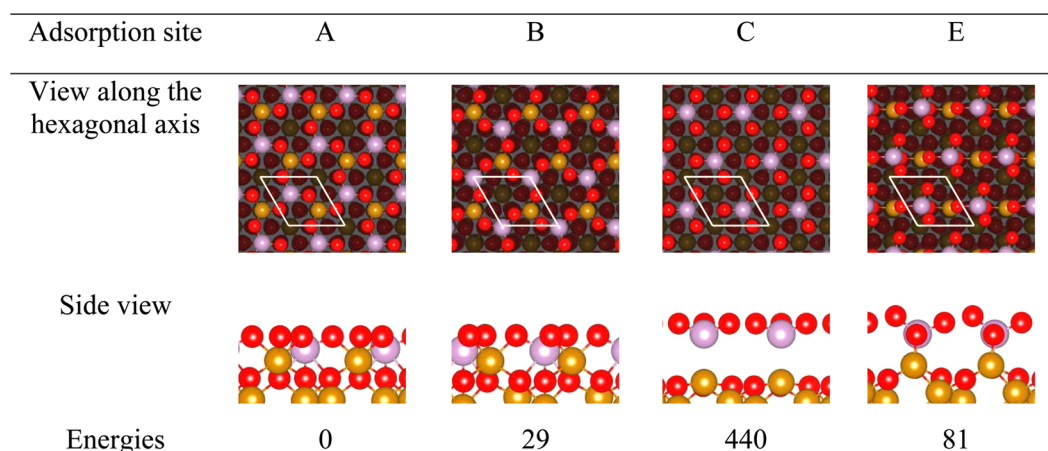 Adsorption site A B C E
View along the
hexagonal axis
Side view
Energies 0 29 440 81